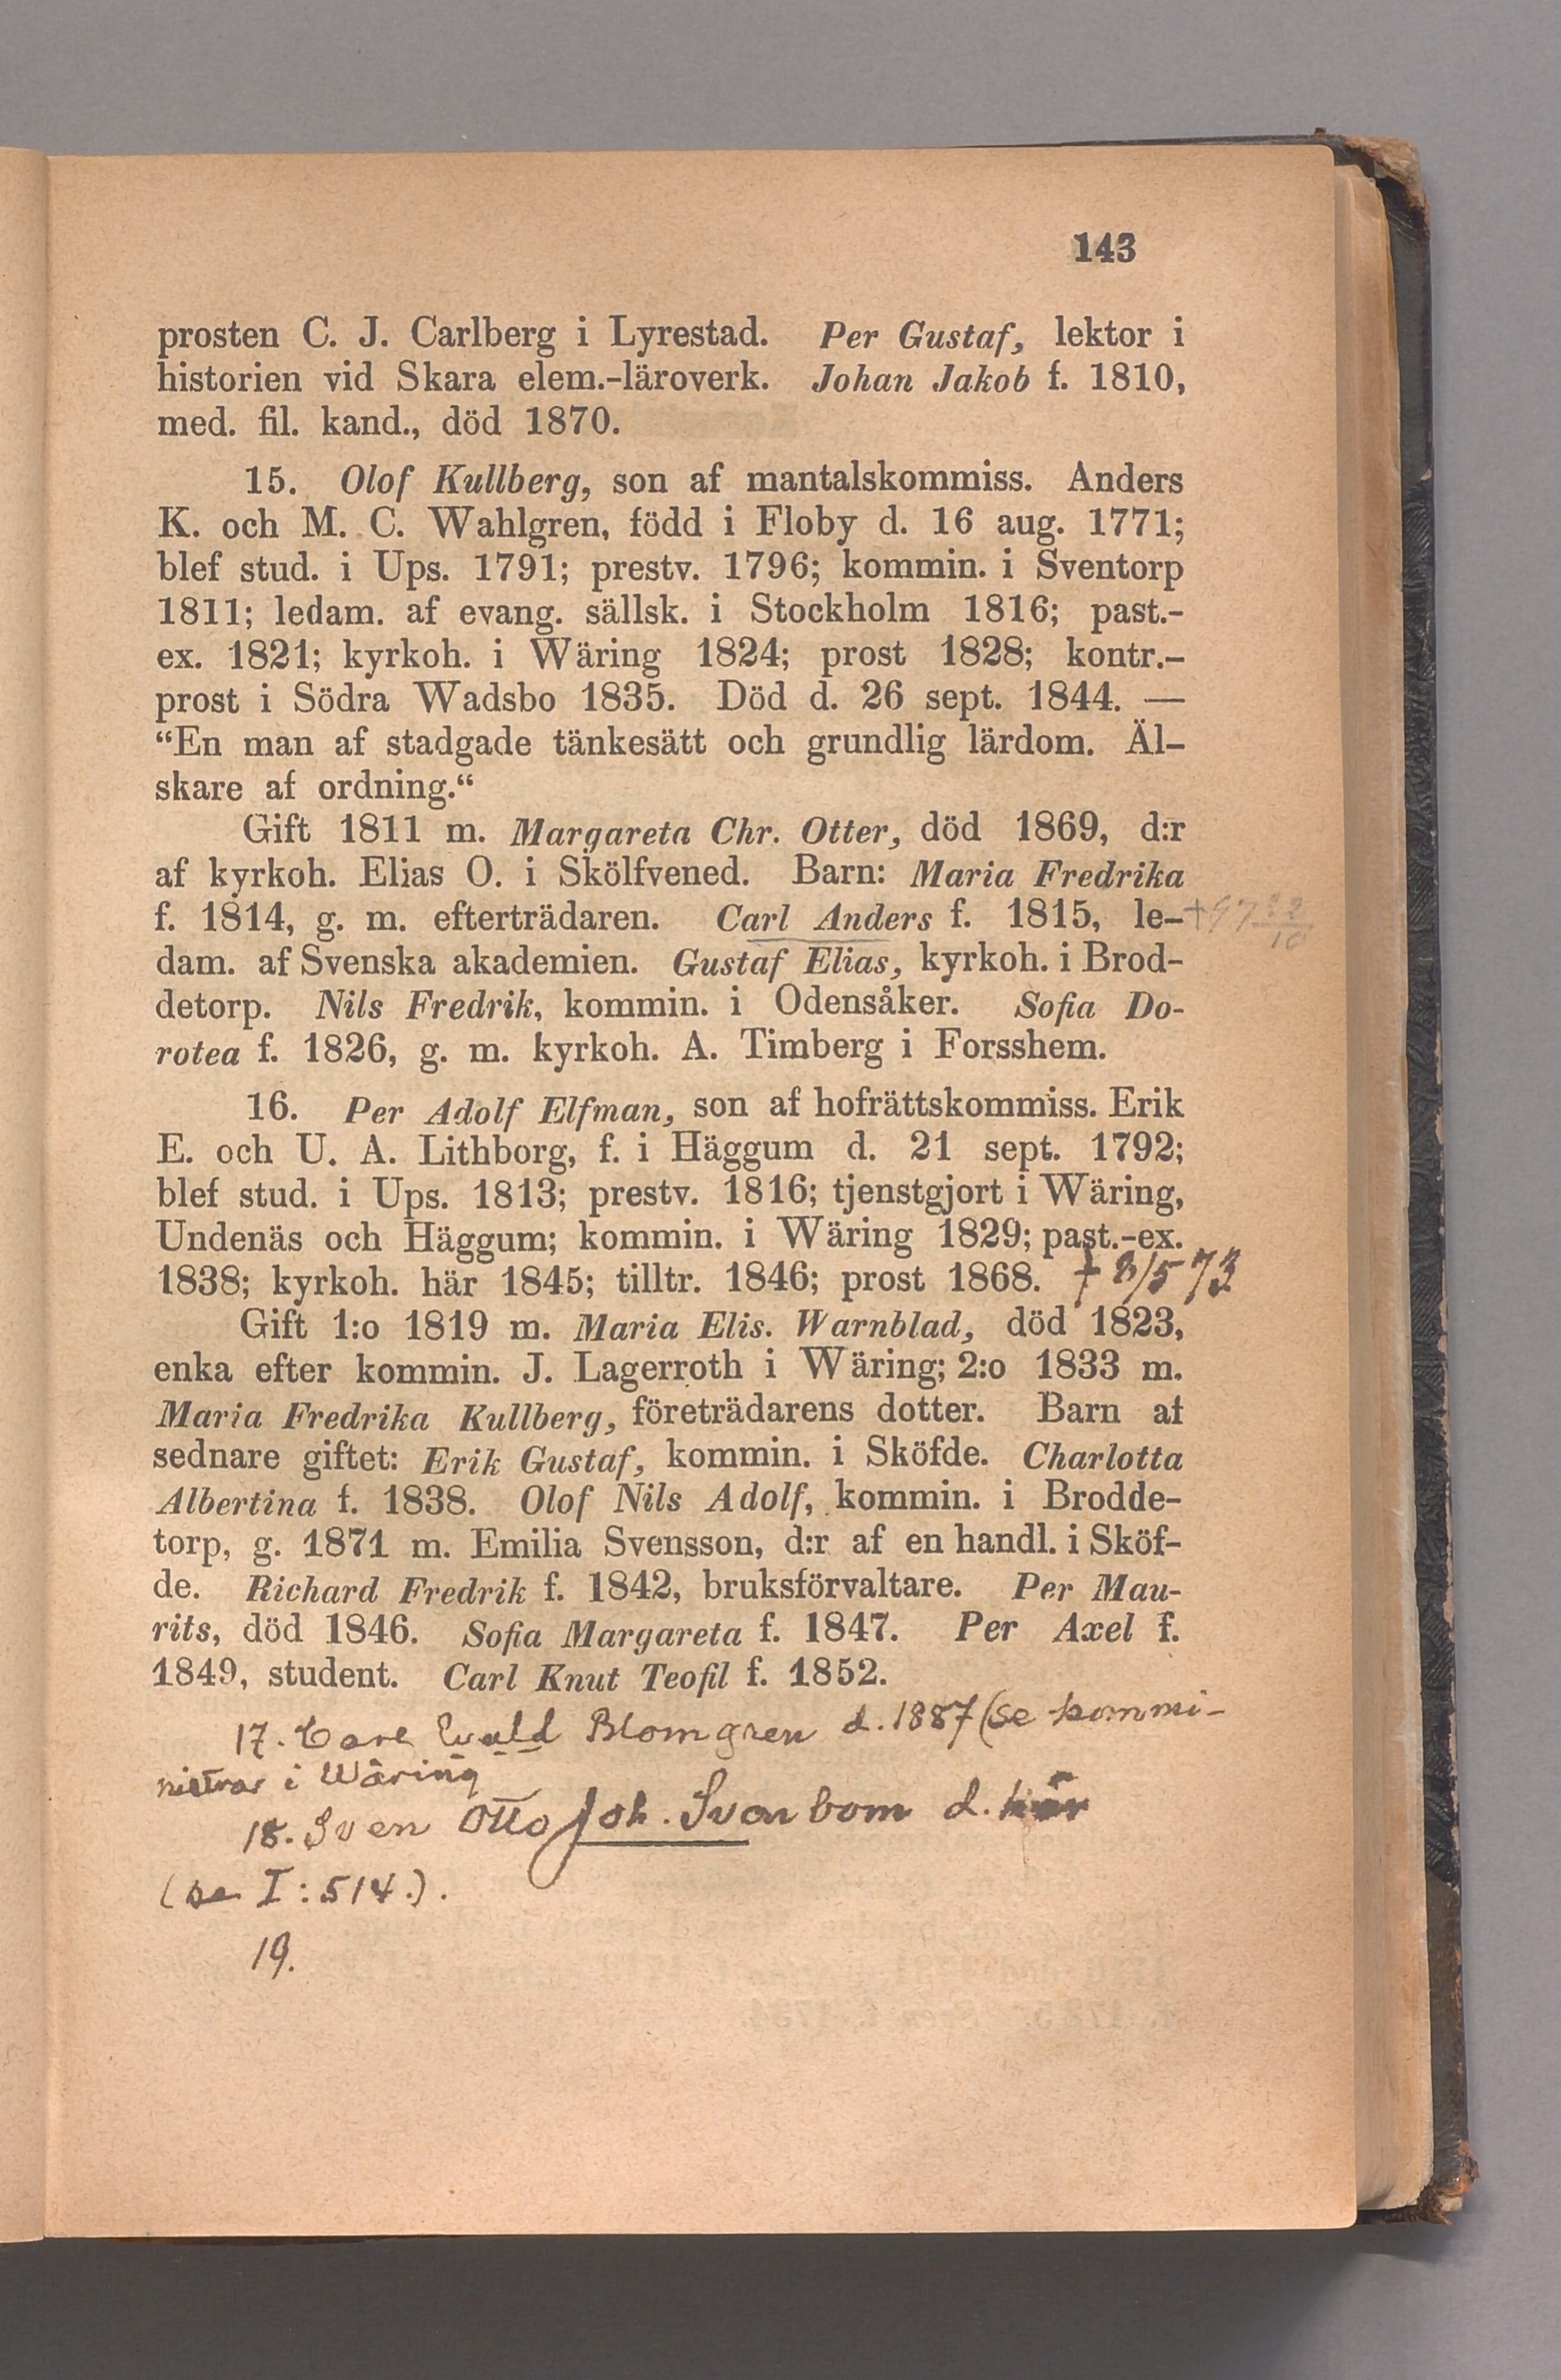 143
prosten C. J. Carlberg i Lyrestad. Per Gustaf, lektor i
historien vid Skara elem.-läroverk. Johan Jakob f. 1810,
med. fil. kand., död 1870.
15. Olof Kullberg, son af mantalskommiss. Anders
K. och M. C. Wahlgren, född i Floby d. 16 aug. 1771;
blef stud. i Ups. 1791; prestv. 1796; kommin. i Sventorp
1811; ledam. af evang. sällsk. i Stockholm 1816; past.-
ex. 1821; kyrkoh. i Wäring 1824; prost 1828; kontr.-
prost i Södra Wadsbo 1835. Död d. 26 sept. 1844. —
“En man af stadgade tänkesätt och grundlig lärdom. Äl-
skare af ordning.“
Gift 1811 m. Margareta Chr. Otter, död 1869, d:r
af kyrkoh. Elias O. i Skölfvened. Barn: Maria Fredrika
f. 1814, g. m. efterträdaren. Carl Anders f. 1815, le-
dam. af Svenska akademien. Gustaf Elias, kyrkoh. i Brod-
detorp. Nils Fredrik, kommin. i Odensåker. Sofia Do-
rotea f. 1826, g. m. kyrkoh. A. Timberg i Forsshem.
16. Per Adolf Elfman, son af hofrättskommiss. Erik
E. och U. A. Lithborg, f. i Häggum d. 21 sept. 1792;
blef stud. i Ups. 1813; prestv. 1816; tjenstgjort i Wäring,
Undenäs och Häggum; kommin. i Wäring 1829; past.-ex.
1838; kyrkoh. här 1845; tilltr. 1846; prost 1868. † 8/5 73
Gift 1:o 1819 m. Maria Elis. Warnblad, död 1823,
enka efter kommin. J. Lagerroth i Wäring; 2:o 1833 m.
Maria Fredrika Kullberg, företrädarens dotter. Barn af
sednare giftet: Erik Gustaf, kommin. i Sköfde. Charlotta
Albertina f. 1838. Olof Nils Adolf, kommin. i Brodde-
torp, g. 1871 m. Emilia Svensson, d:r af en handl. i Sköf-
de. Richard Fredrik f. 1842, bruksförvaltare. Per Mau-
rits, död 1846. Sofia Margareta f. 1847. Per Axel f.
1849, student. Carl Knut Teofil f. 1852.
17. Carl Evald Blomgren d. 1887 (se kommi-
nistrar i Wäring
18. Sven Otto Joh. Svanbom d.
(se I: 514.).
19.